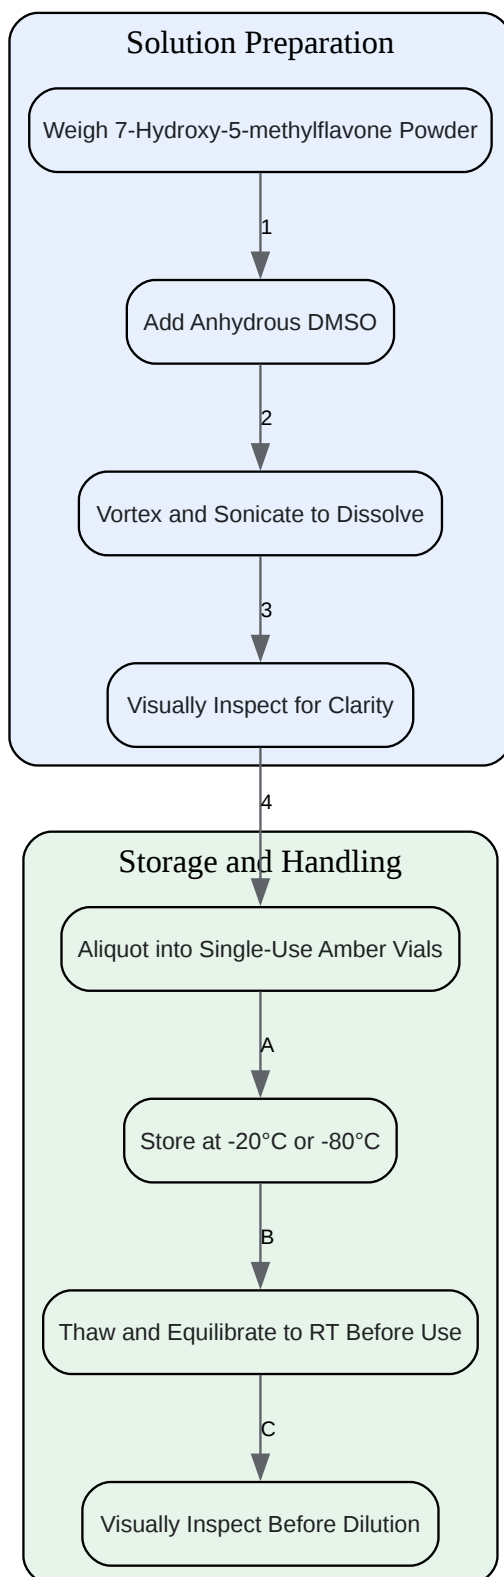 Solution Preparation
Weigh 7-Hydroxy-5-methylflavone Powder
1
Add Anhydrous DMSO
2
Vortex and Sonicate to Dissolve
3
Visually Inspect for Clarity
4
Storage and Handling
Aliquot into Single-Use Amber Vials
A
Store at -20°C or -80°C
B
Thaw and Equilibrate to RT Before Use
C
Visually Inspect Before Dilution